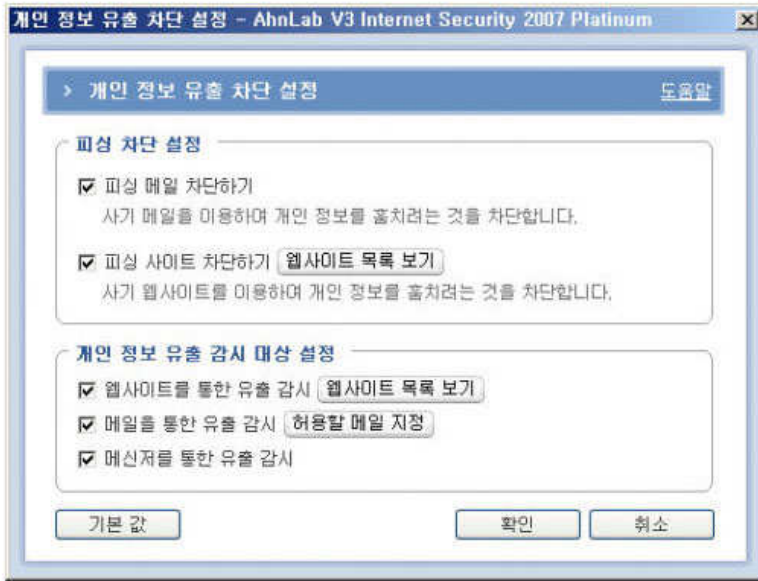 개인 정보 유출 차단 설정 - AhnLab V3 Internet Security 2007 Platinum
> 개인 정보 유출 차단 설정 도움말
피싱 차단 설정
피싱 메일 차단하기
사기 메일을 이용하여 개인 정보를 훔치려는 것을 차단합니다.
피싱 사이트 차단하기 웹사이트 목록 보기
사기 웹사이트를 이용하여 개인 정보를 훔치려는 것을 차단합니다.
개인 정보 유출 감시 대상 설정
웹사이트를 통한 유출 감시 웹사이트 목록 보기
메일을 통한 유출 감시 허용할 메일 지정
메신저를 통한 유출 감시
기본 값 확인 취소